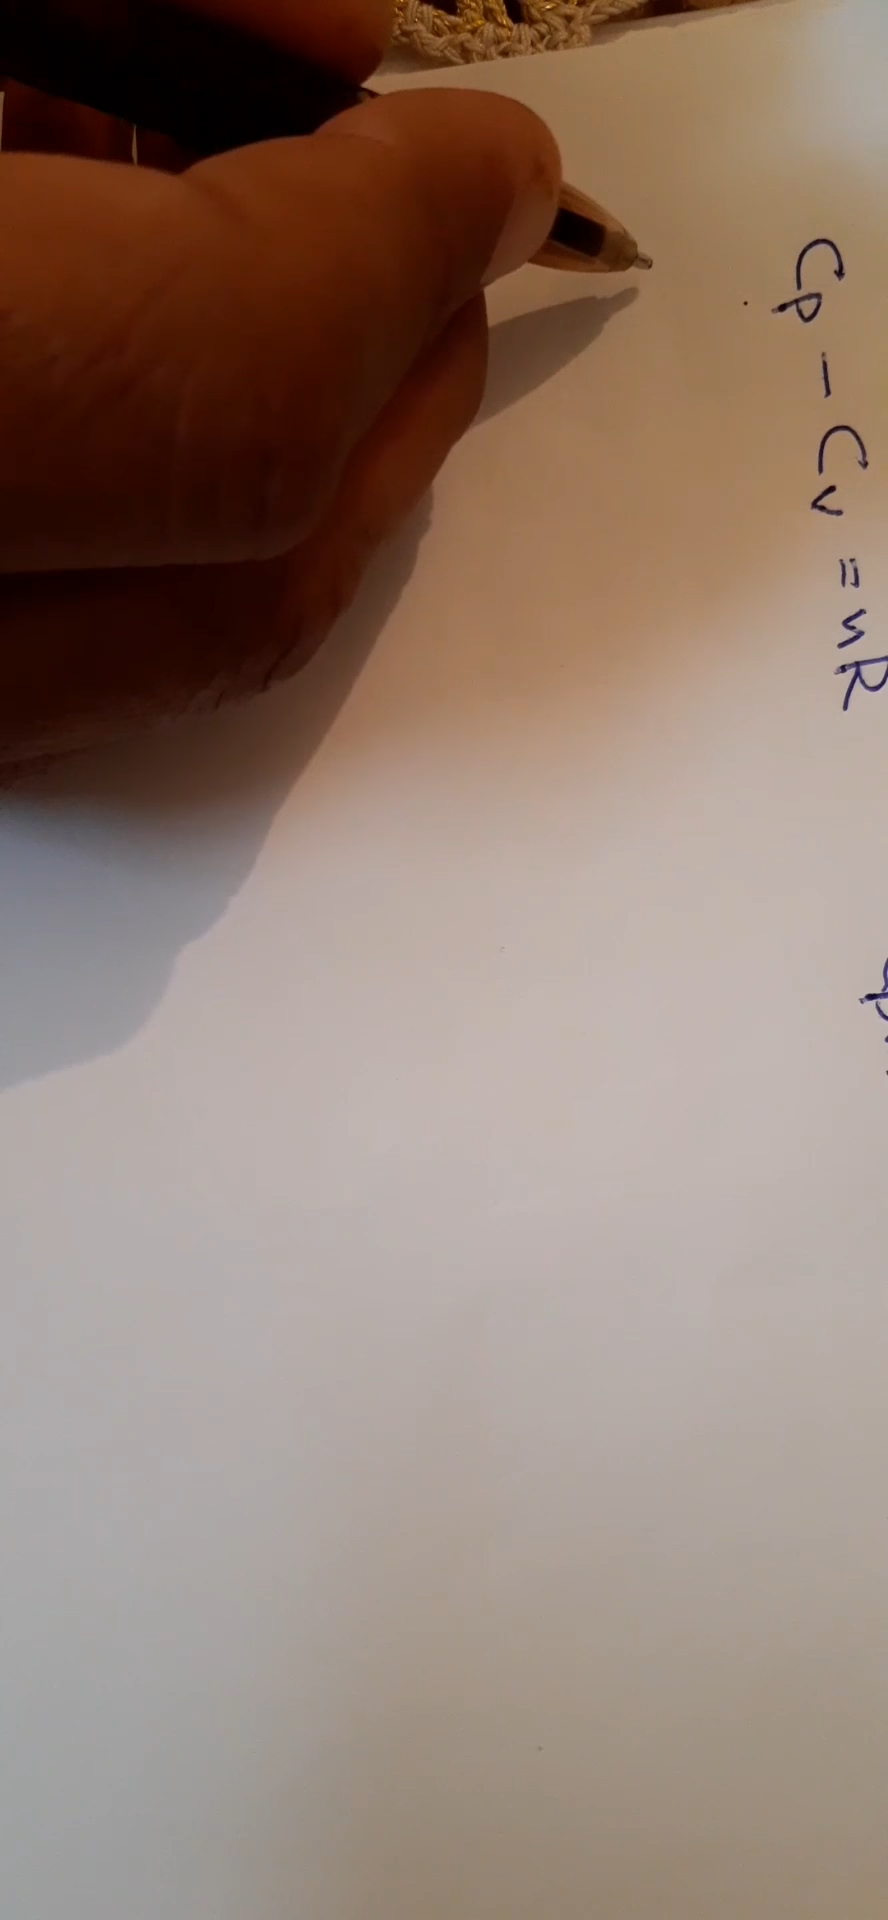 Cp - Cv = nR